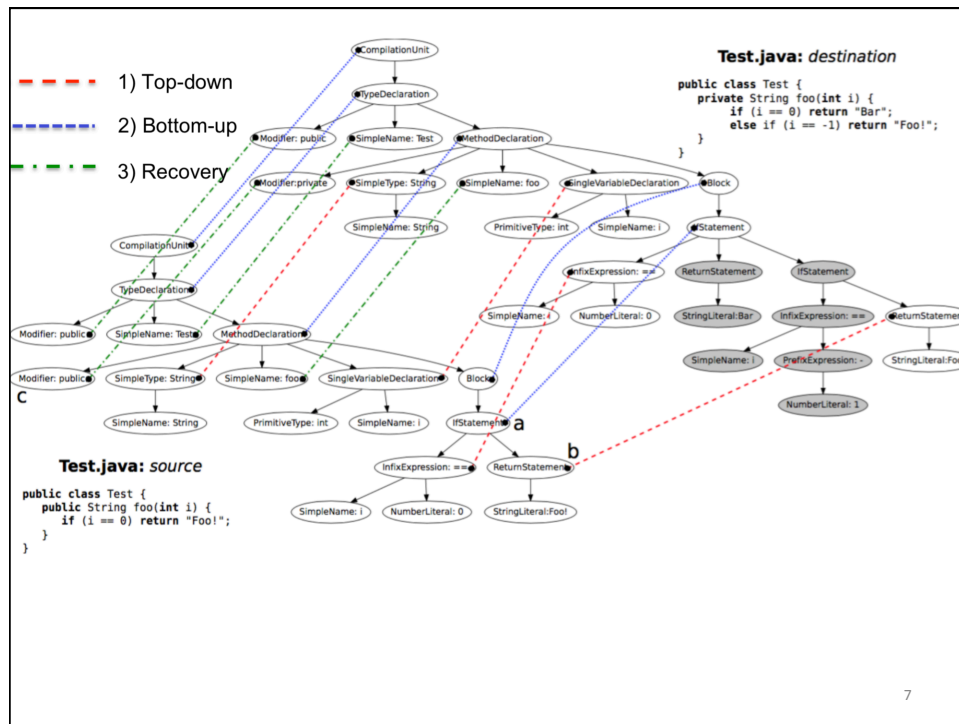 CompilationUnit
Test.java: destination
1) Top-down
public class Test {
TypeDeclaration
private String foo(int i) {
if (i == 0) return "Bar";
2) Bottom-up
else if (i == -1) return "Foo!";
Modifier: public
SimpleName: Test
MethodDeclaration
}
}
3) Recovery
Modifier:private
SimpleType: String
SimpleName: foo
SingleVariableDeclaration
Block
SimpleName: String
PrimitiveType: int
SimpleName: i
IfStatement
CompilationUnit
InfixExpression: ==
ReturnStatement
IfStatement
TypeDeclaration
SimpleName: i
NumberLiteral: 0
StringLiteral:Bar
InfixExpression: ==
ReturnStatemen
Modifier: public
SimpleName: Test
MethodDeclaration
SimpleName: i
PrefixExpression: -
StringLiteral:Foo
Modifier: public
SimpleType: String
SimpleName: foo
SingleVariableDeclaration
Block
c
NumberLiteral: 1
SimpleName: String
PrimitiveType: int
SimpleName: i
IfStatement
a
b
Test.java: source
InfixExpression: ==
ReturnStatement
public class Test {
public String foo(int i) {
if (i == 0) return "Foo!";
}
}
SimpleName: i
NumberLiteral: 0
StringLiteral:Foo!
7